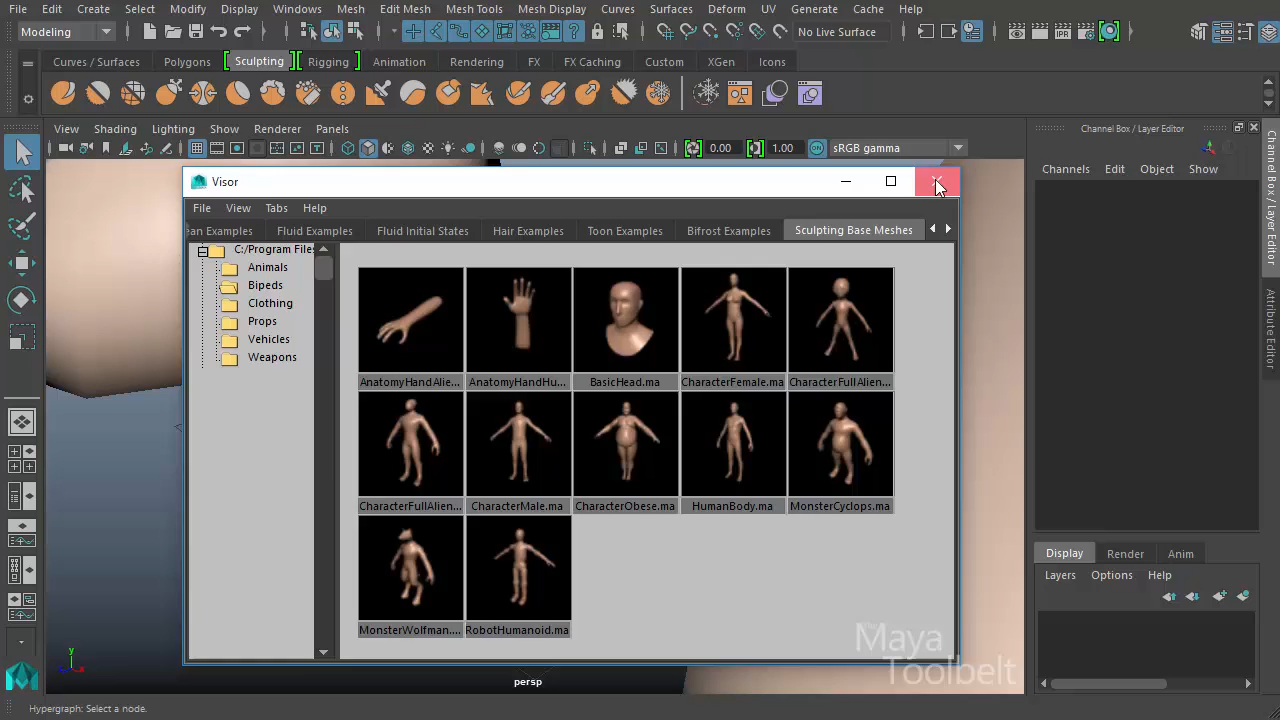 File Edit Create Select Modify Display Windows Mesh Edit Mesh Mesh Tools Mesh Display Curves Surfaces Deform UV Generate Cache Help
Modeling No Live Surface
Curves / Surfaces Polygons Sculpting Rigging Animation Rendering FX FX Caching Custom XGen Icons
View Shading Lighting Show Renderer Panels
0.00 1.00 sRGB gamma
Channel Box / Layer Editor
Channels Edit Object Show
Visor
File View Tabs Help
ean Examples Fluid Examples Fluid Initial States Hair Examples Toon Examples Bifrost Examples Sculpting Base Meshes
C:/Program Files
Animals
Bipeds
Clothing
Props
Vehicles
Weapons
AnatomyHandAlie... AnatomyHandHu... BasicHead.ma CharacterFemale.ma CharacterFullAlien...
CharacterFullAlien... CharacterMale.ma CharacterObese.ma HumanBody.ma MonsterCyclops.ma
MonsterWolfman.... RobotHumanoid.ma
Channel Box / Layer Editor
Attribute Editor
Display Render Anim
Layers Options Help
The Maya
Toolbelt
y
x
persp
Hypergraph: Select a node.